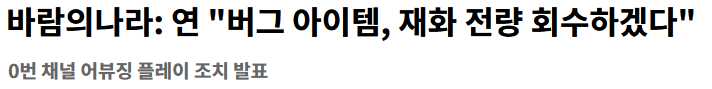 바람의나라: 연 "버그 아이템, 재화 전량 회수하겠다"
0번 채널 어뷰징 플레이 조치 발표